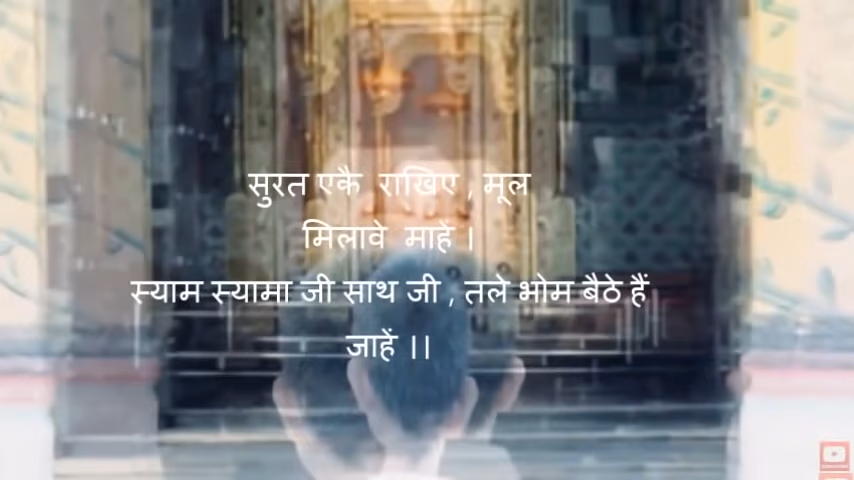 सुरत एकै राखिए , मूल
मिलावे माहें ।
स्याम स्यामा जी साथ जी , तले भोम बैठे हैं
जाहें ।।